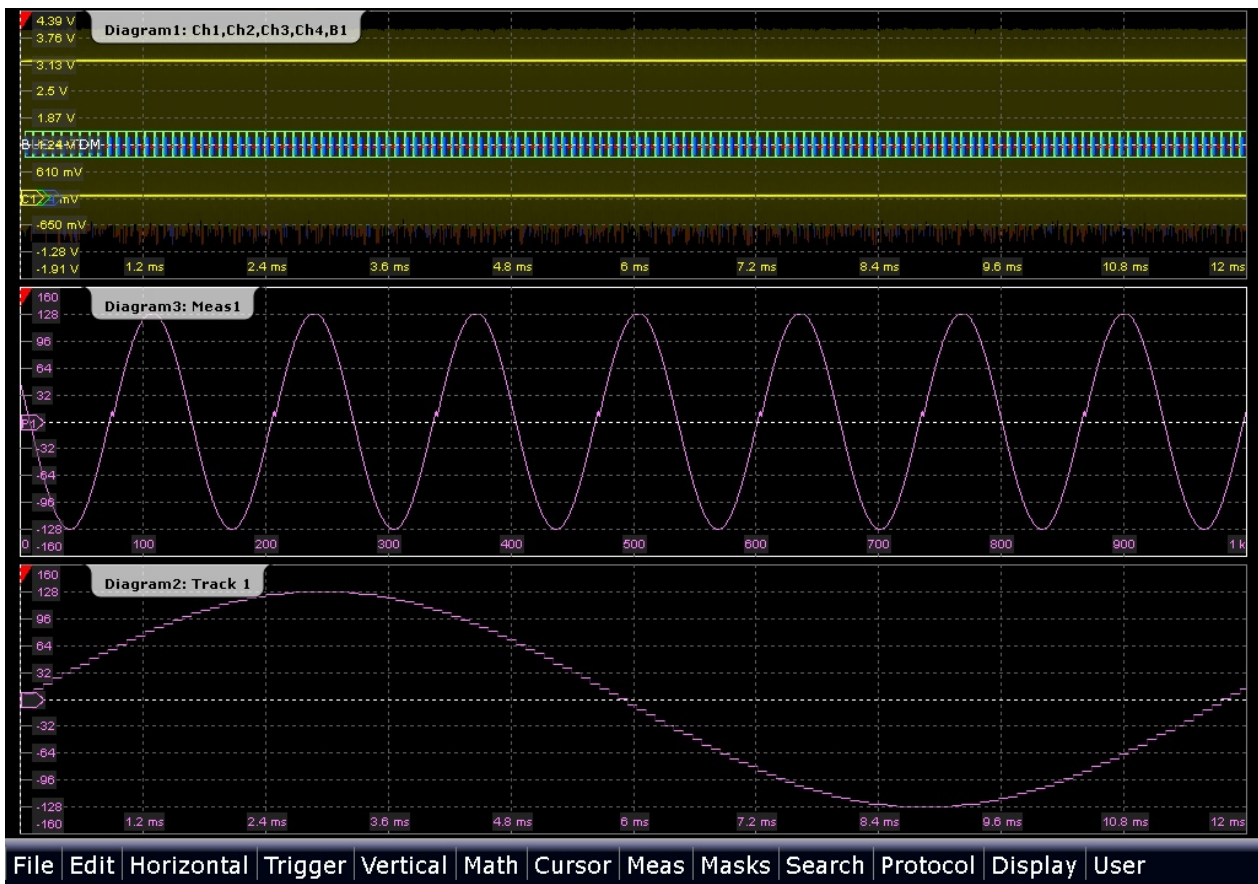 4.39 V
Diagram1: Ch1,Ch2,Ch3,Ch4,B1
3.76 V
3.13 V
2.5 V
1.87 V
1.24 V TDM
610 mV
C1 mV
-650 mV
-1.28 V
-1.91 V 1.2 ms 2.4 ms 3.6 ms 4.8 ms 6 ms 7.2 ms 8.4 ms 9.6 ms 10.8 ms 12 ms
160
Diagram3: Meas1
128
96
64
32
P1
-32
-64
-96
-128
0 -160 100 200 300 400 500 600 700 800 900 1 k
160
Diagram2: Track 1
128
96
64
32
-32
-64
-96
-128
-160 1.2 ms 2.4 ms 3.6 ms 4.8 ms 6 ms 7.2 ms 8.4 ms 9.6 ms 10.8 ms 12 ms
File Edit Horizontal Trigger Vertical Math Cursor Meas Masks Search Protocol Display User